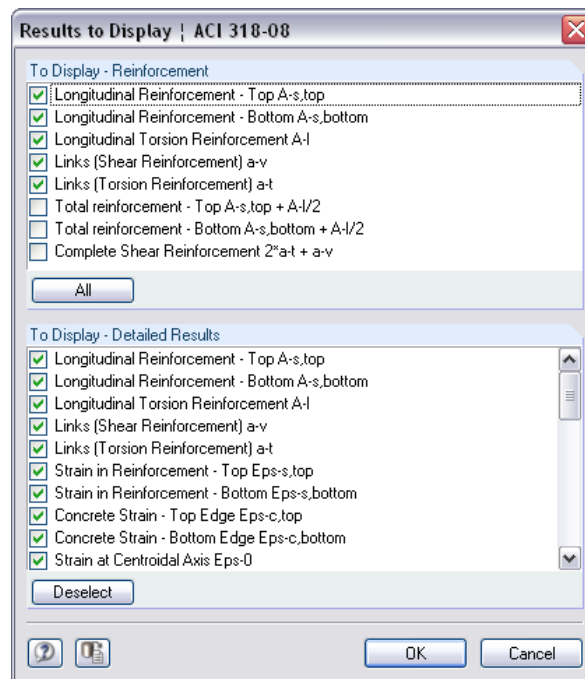 Results to Display ¦ ACI 318-08
To Display - Reinforcement
Longitudinal Reinforcement - Top A-s,top
Longitudinal Reinforcement - Bottom A-s,bottom
Longitudinal Torsion Reinforcement A-l
Links (Shear Reinforcement) a-v
Links (Torsion Reinforcement) a-t
Total reinforcement - Top A-s,top + A-l/2
Total reinforcement - Bottom A-s,bottom + A-l/2
Complete Shear Reinforcement 2*a-t + a-v
All
To Display - Detailed Results
Longitudinal Reinforcement - Top A-s,top
Longitudinal Reinforcement - Bottom A-s,bottom
Longitudinal Torsion Reinforcement A-l
Links (Shear Reinforcement) a-v
Links (Torsion Reinforcement) a-t
Strain in Reinforcement - Top Eps-s,top
Strain in Reinforcement - Bottom Eps-s,bottom
Concrete Strain - Top Edge Eps-c,top
Concrete Strain - Bottom Edge Eps-c,bottom
Strain at Centroidal Axis Eps-0
Deselect
OK Cancel